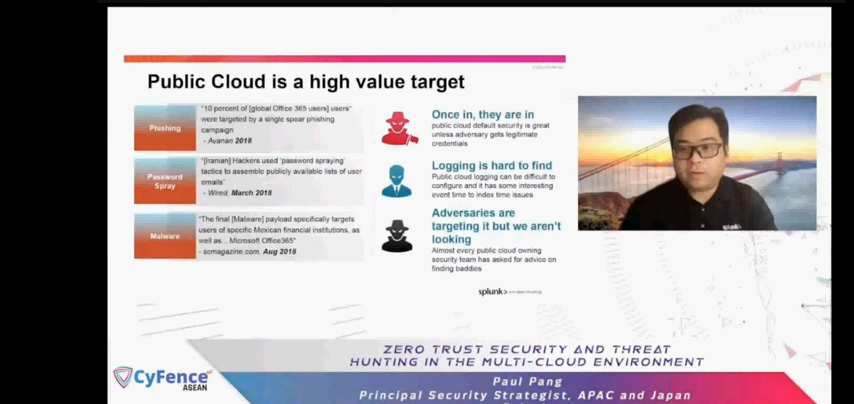 Public Cloud is a high value target
Phishing
"10 percent of [global Office 365 users] users"
were targeted by a single spear phishing
campaign
- Avanan 2018
Password
Spray
"[Iranian] Hackers used 'password spraying'
tactics to assemble publicly available lists of user
emails"
- Wired, March 2018
Malware
"The final [Malware] payload specifically targets
users of specific Mexican financial institutions, as
well as... Microsoft Office365"
- scmagazine.com, Aug 2018
Once in, they are in
public cloud default security is great
unless adversary gets legitimate
credentials
Logging is hard to find
Public cloud logging can be difficult to
configure and it has some interesting
event time to index time issues
Adversaries are
targeting it but we aren't
looking
Almost every public cloud owning
security team has asked for advice on
finding baddies
splunk>
splunk>
CyFence
ASEAN
ZERO TRUST SECURITY AND THREAT
HUNTING IN THE MULTI-CLOUD ENVIRONMENT
Paul Pang
Principal Security Strategist, APAC and Japan